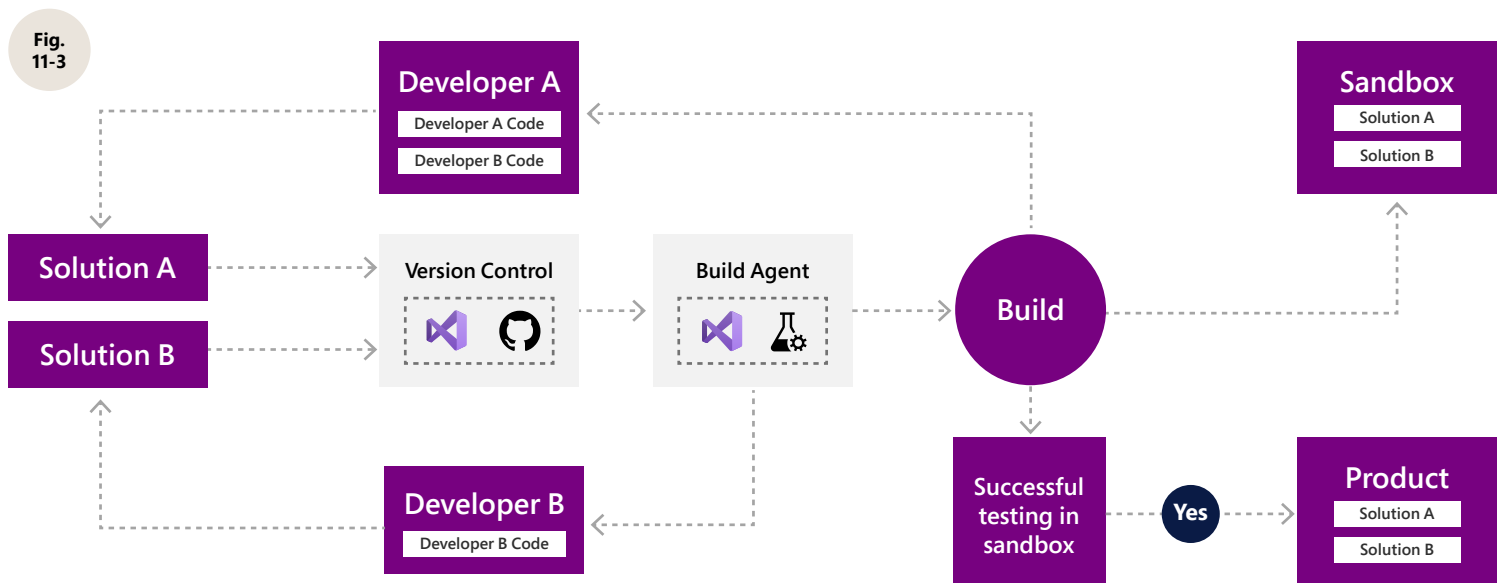 Fig.
11-3
Developer A
Developer A Code
Developer B Code
Sandbox
Solution A
Solution B
Solution A
Solution B
Version Control
Build Agent
Build
Developer B
Developer B Code
Successful
testing in
sandbox
Yes
Product
Solution A
Solution B